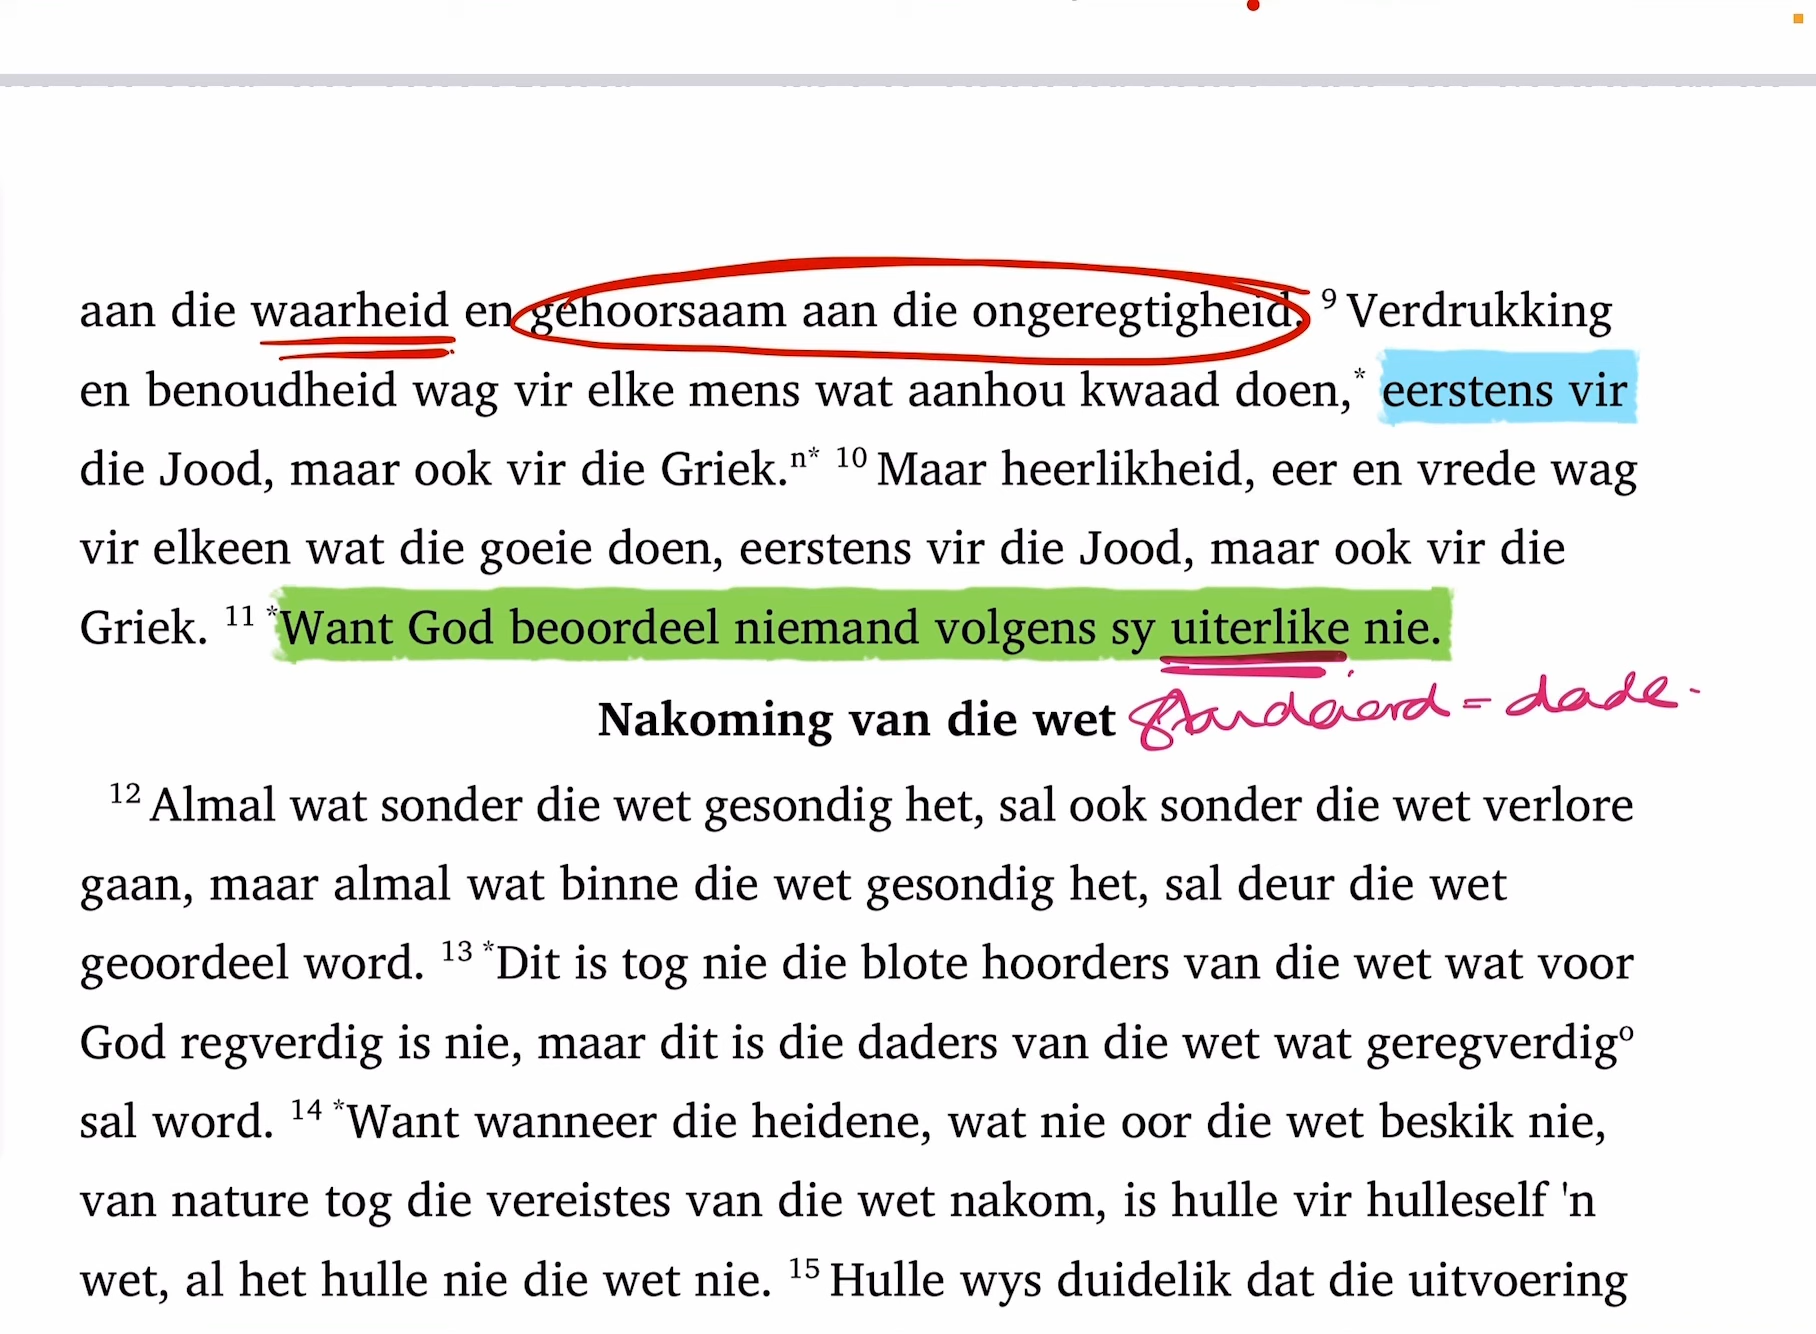 aan die waarheid en gehoorsaam aan die ongeregtigheid. 9 Verdrukking
en benoudheid wag vir elke mens wat aanhou kwaad doen,* eerstens vir
die Jood, maar ook vir die Griek.n* 10 Maar heerlikheid, eer en vrede wag
vir elkeen wat die goeie doen, eerstens vir die Jood, maar ook vir die
Griek. 11 *Want God beoordeel niemand volgens sy uiterlike nie.
Nakoming van die wet standaard = dade.
12 Almal wat sonder die wet gesondig het, sal ook sonder die wet verlore
gaan, maar almal wat binne die wet gesondig het, sal deur die wet
geoordeel word. 13 *Dit is tog nie die blote hoorders van die wet wat voor
God regverdig is nie, maar dit is die daders van die wet wat geregverdigo
sal word. 14 *Want wanneer die heidene, wat nie oor die wet beskik nie,
van nature tog die vereistes van die wet nakom, is hulle vir hulleself 'n
wet, al het hulle nie die wet nie. 15 Hulle wys duidelik dat die uitvoering